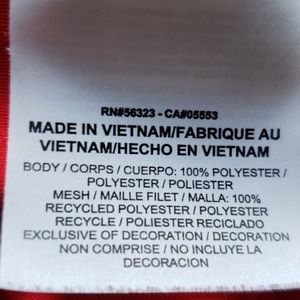 RN#56323 - CA#05553
MADE IN VIETNAM/FABRIQUE AU
VIETNAM/HECHO EN VIETNAM
BODY / CORPS / CUERPO: 100% POLYESTER /
POLYESTER / POLIESTER
MESH / MAILLE FILET / MALLA: 100%
RECYCLED POLYESTER / POLYESTER
RECYCLE / POLIESTER RECICLADO
EXCLUSIVE OF DECORATION / DECORATION
NON COMPRISE / NO INCLUYE LA
DECORACION